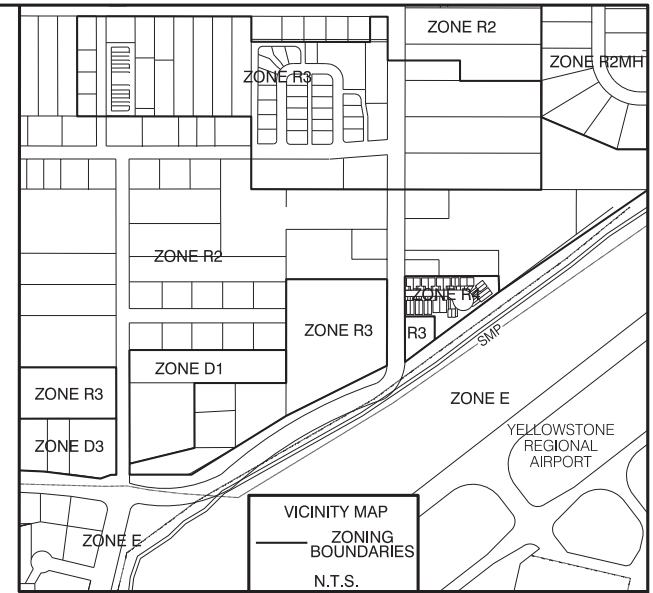 ZONE R2
ZONE R2MH
ZONE R3
ZONE R2
ZONE R4
ZONE R3
R3
SMP
ZONE D1
ZONE R3
ZONE E
ZONE D3
YELLOWSTONE
REGIONAL
AIRPORT
ZONE E
VICINITY MAP
ZONING
BOUNDARIES
N.T.S.